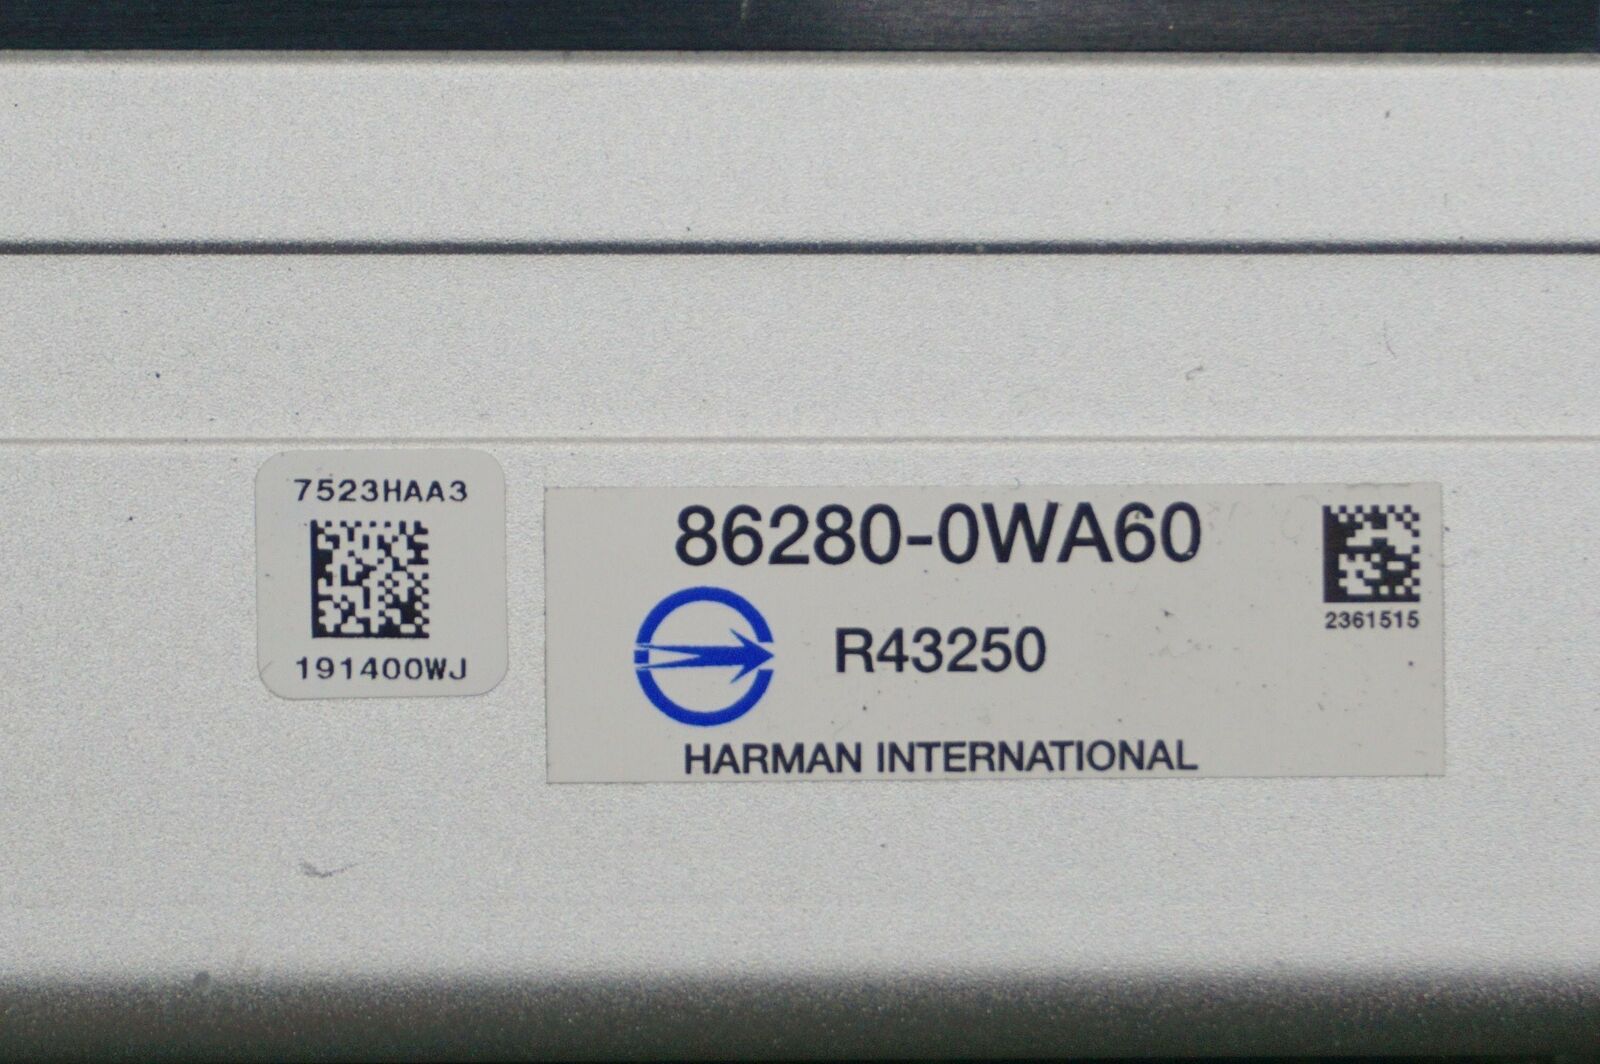 7523HAA3
191400WJ
86280-0WA60
R43250
HARMAN INTERNATIONAL
2361515